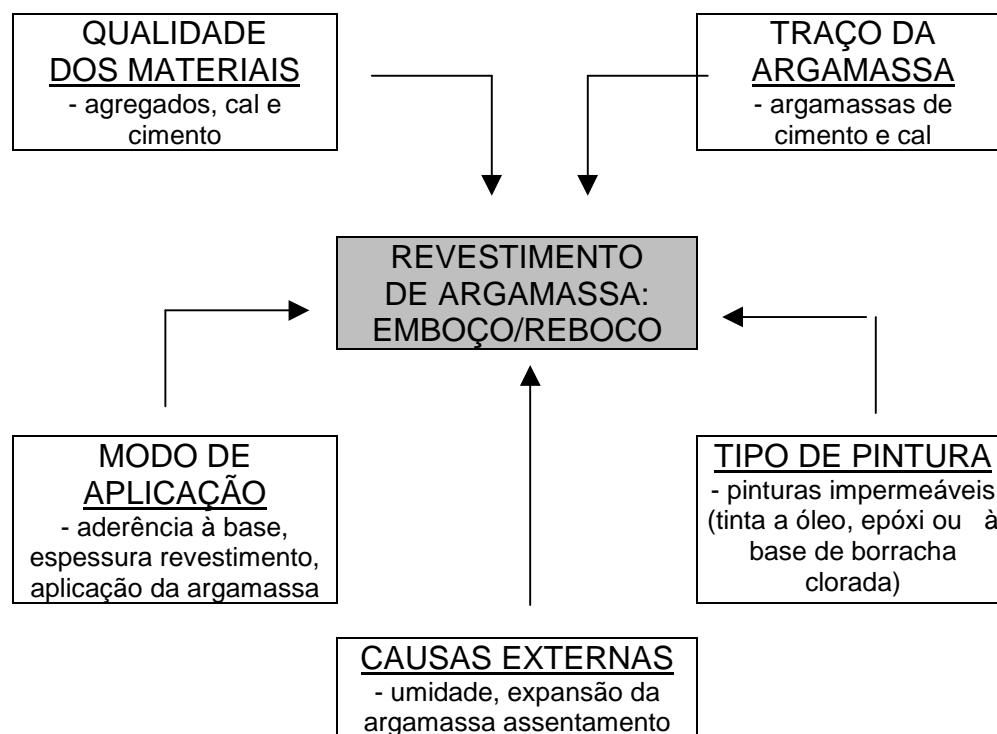 QUALIDADE
DOS MATERIAIS
- agregados, cal e
cimento
TRAÇO DA
ARGAMASSA
- argamassas de
cimento e cal
REVESTIMENTO
DE ARGAMASSA:
EMBOÇO/REBOCO
MODO DE
APLICAÇÃO
- aderência à base,
espessura revestimento,
aplicação da argamassa
TIPO DE PINTURA
- pinturas impermeáveis
(tinta a óleo, epóxi ou à
base de borracha
clorada)
CAUSAS EXTERNAS
- umidade, expansão da
argamassa assentamento